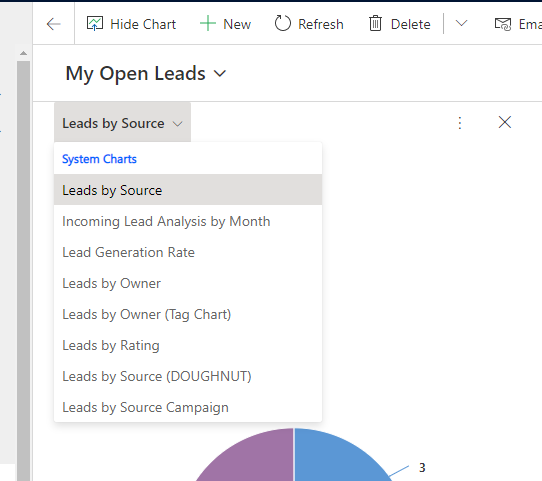 Hide Chart New Refresh Delete
My Open Leads
Leads by Source
System Charts
Leads by Source
Incoming Lead Analysis by Month
Lead Generation Rate
Leads by Owner
Leads by Owner (Tag Chart)
Leads by Rating
Leads by Source (DOUGHNUT)
Leads by Source Campaign
3